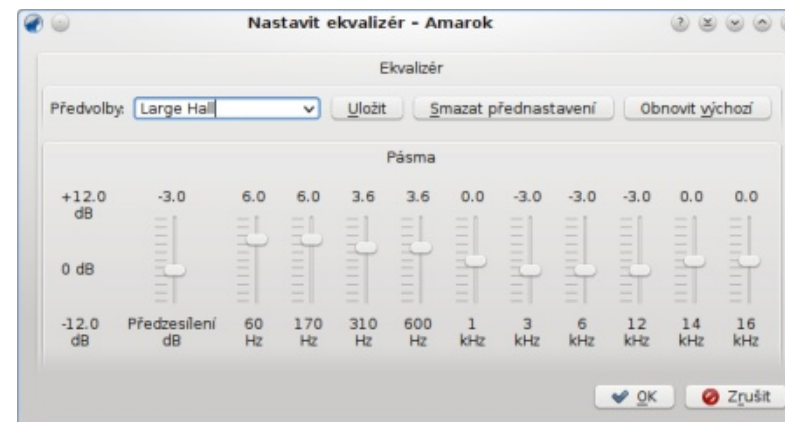 Nastavit ekvalizér – Amarok
Ekvalizér
Předvolby: Large Hall Uložit Smazat přednastavení Obnovit výchozí
Pásma
+12.0 dB -3.0 6.0 6.0 3.6 3.6 0.0 -3.0 -3.0 -3.0 0.0 0.0
0 dB
-12.0 dB Předzesílení dB 60 Hz 170 Hz 310 Hz 600 Hz 1 kHz 3 kHz 6 kHz 12 kHz 14 kHz 16 kHz
OK Zrušit